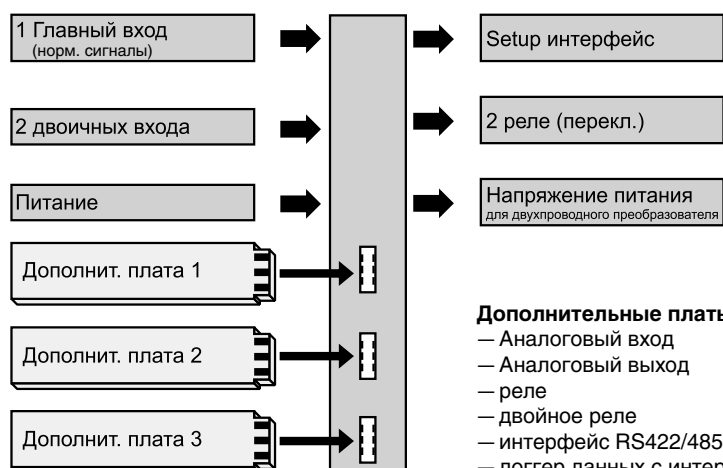 1 Главный вход
(норм. сигналы)
2 двоичных входа
Питание
Дополнит. плата 1
Дополнит. плата 2
Дополнит. плата 3
Setup интерфейс
2 реле (перекл.)
Напряжение питания
для двухпроводного преобразователя
Дополнительные платы
— Аналоговый вход
— Аналоговый выход
— реле
— двойное реле
— интерфейс RS422/485
— логгер данных с